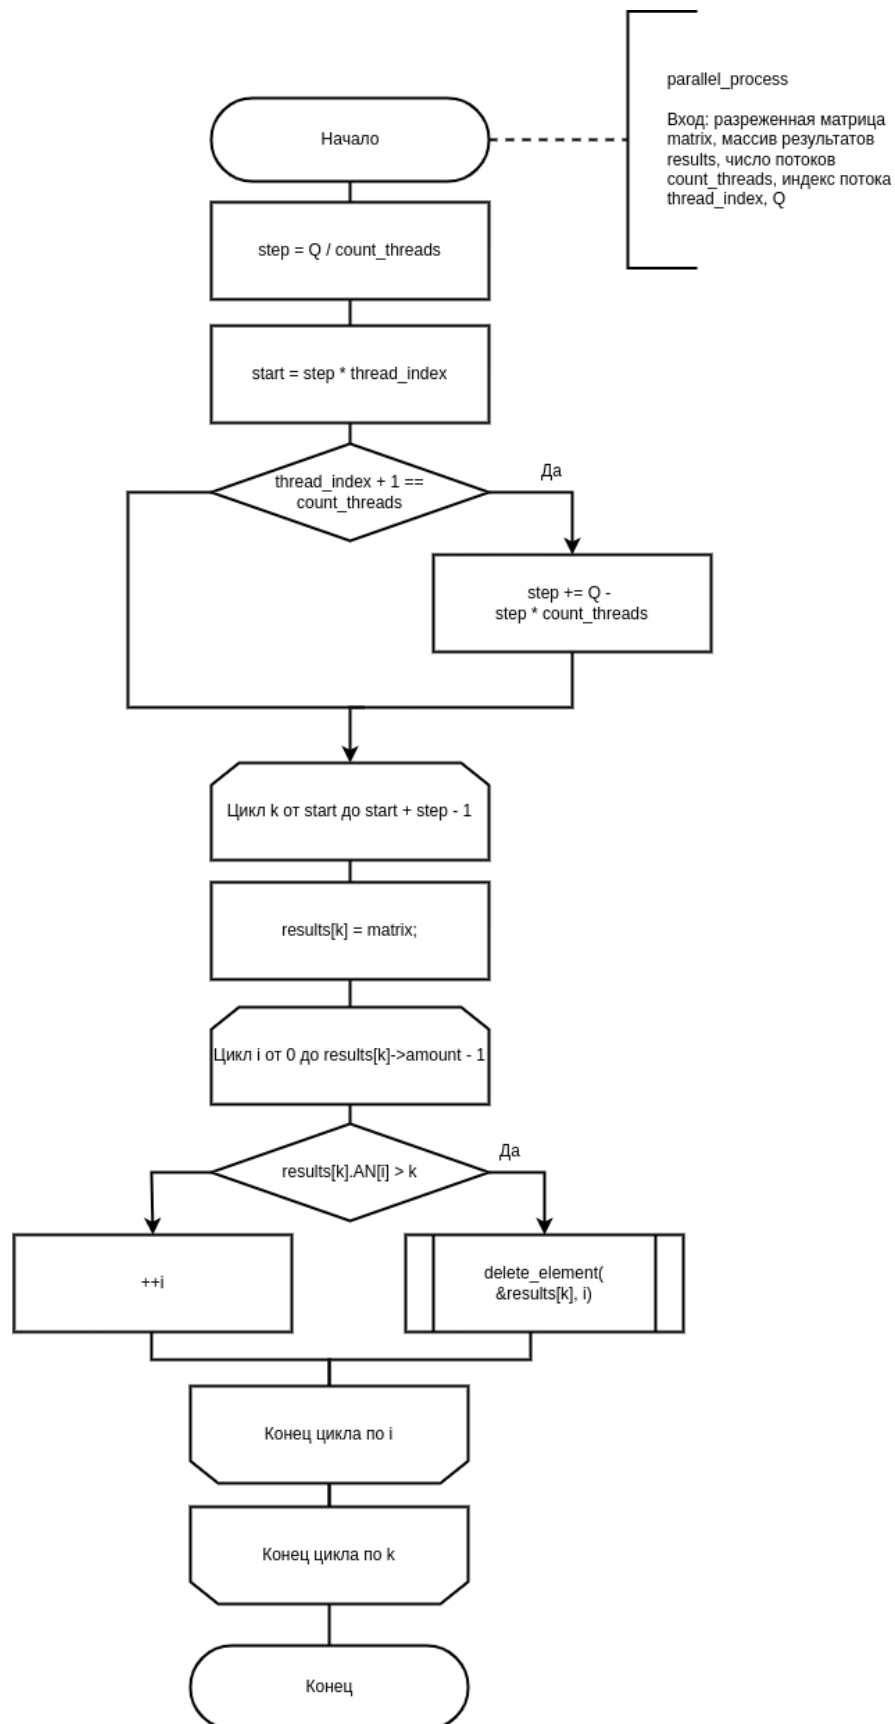 parallel_process
Вход: разреженная матрица
matrix, массив результатов
results, число потоков
count_threads, индекс потока
thread_index, Q
Начало
step = Q / count_threads
start = step * thread_index
thread_index + 1 ==
count_threads
Да
step += Q -
step * count_threads
Цикл k от start до start + step - 1
results[k] = matrix;
Цикл i от 0 до results[k]->amount - 1
results[k].AN[i] > k
Да
++i
delete_element(
&results[k], i)
Конец цикла по i
Конец цикла по k
Конец